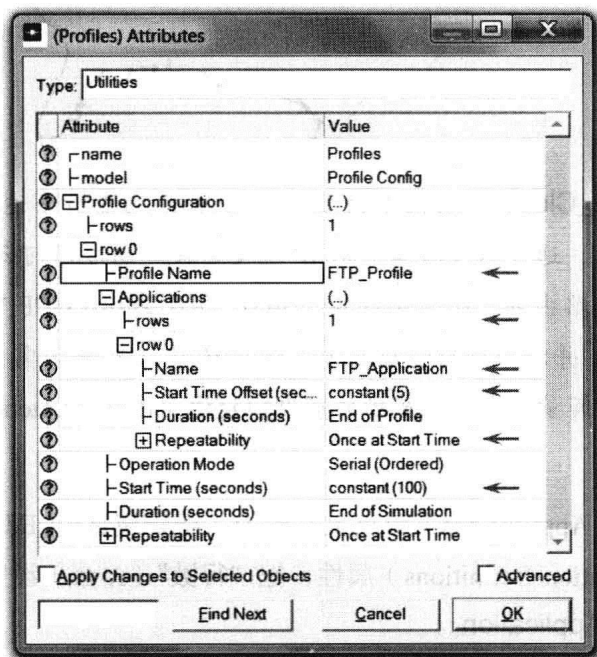 (Profiles) Attributes
Type: Utilities
Attribute Value
name Profiles
model Profile Config
Profile Configuration (...)
rows 1
row 0
Profile Name FTP_Profile
Applications (...)
rows 1
row 0
Name FTP_Application
Start Time Offset (sec... constant (5)
Duration (seconds) End of Profile
Repeatability Once at Start Time
Operation Mode Serial (Ordered)
Start Time (seconds) constant (100)
Duration (seconds) End of Simulation
Repeatability Once at Start Time
Apply Changes to Selected Objects Advanced
Find Next Cancel OK